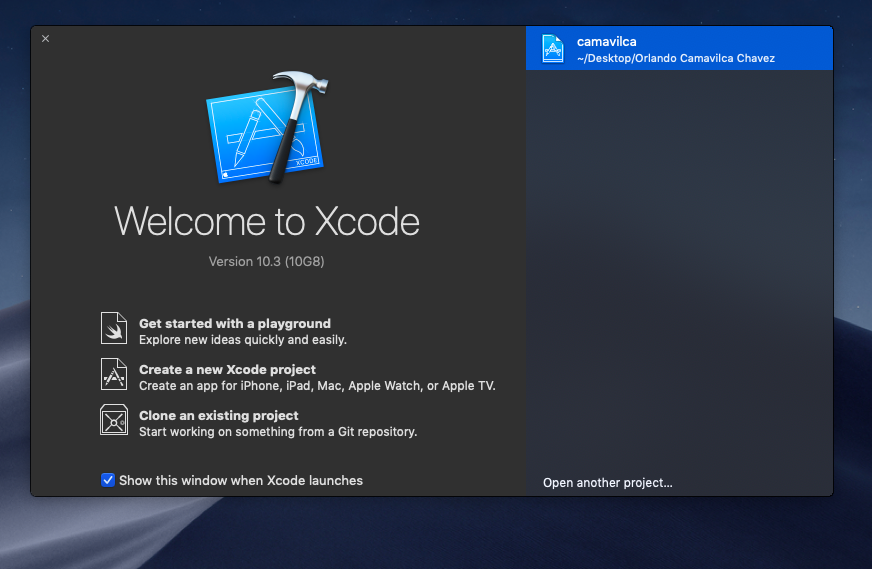 XCODE
Welcome to Xcode
Version 10.3 (10G8)
Get started with a playground
Explore new ideas quickly and easily.
Create a new Xcode project
Create an app for iPhone, iPad, Mac, Apple Watch, or Apple TV.
Clone an existing project
Start working on something from a Git repository.
Show this window when Xcode launches
camavilca
~/Desktop/Orlando Camavilca Chavez
Open another project...